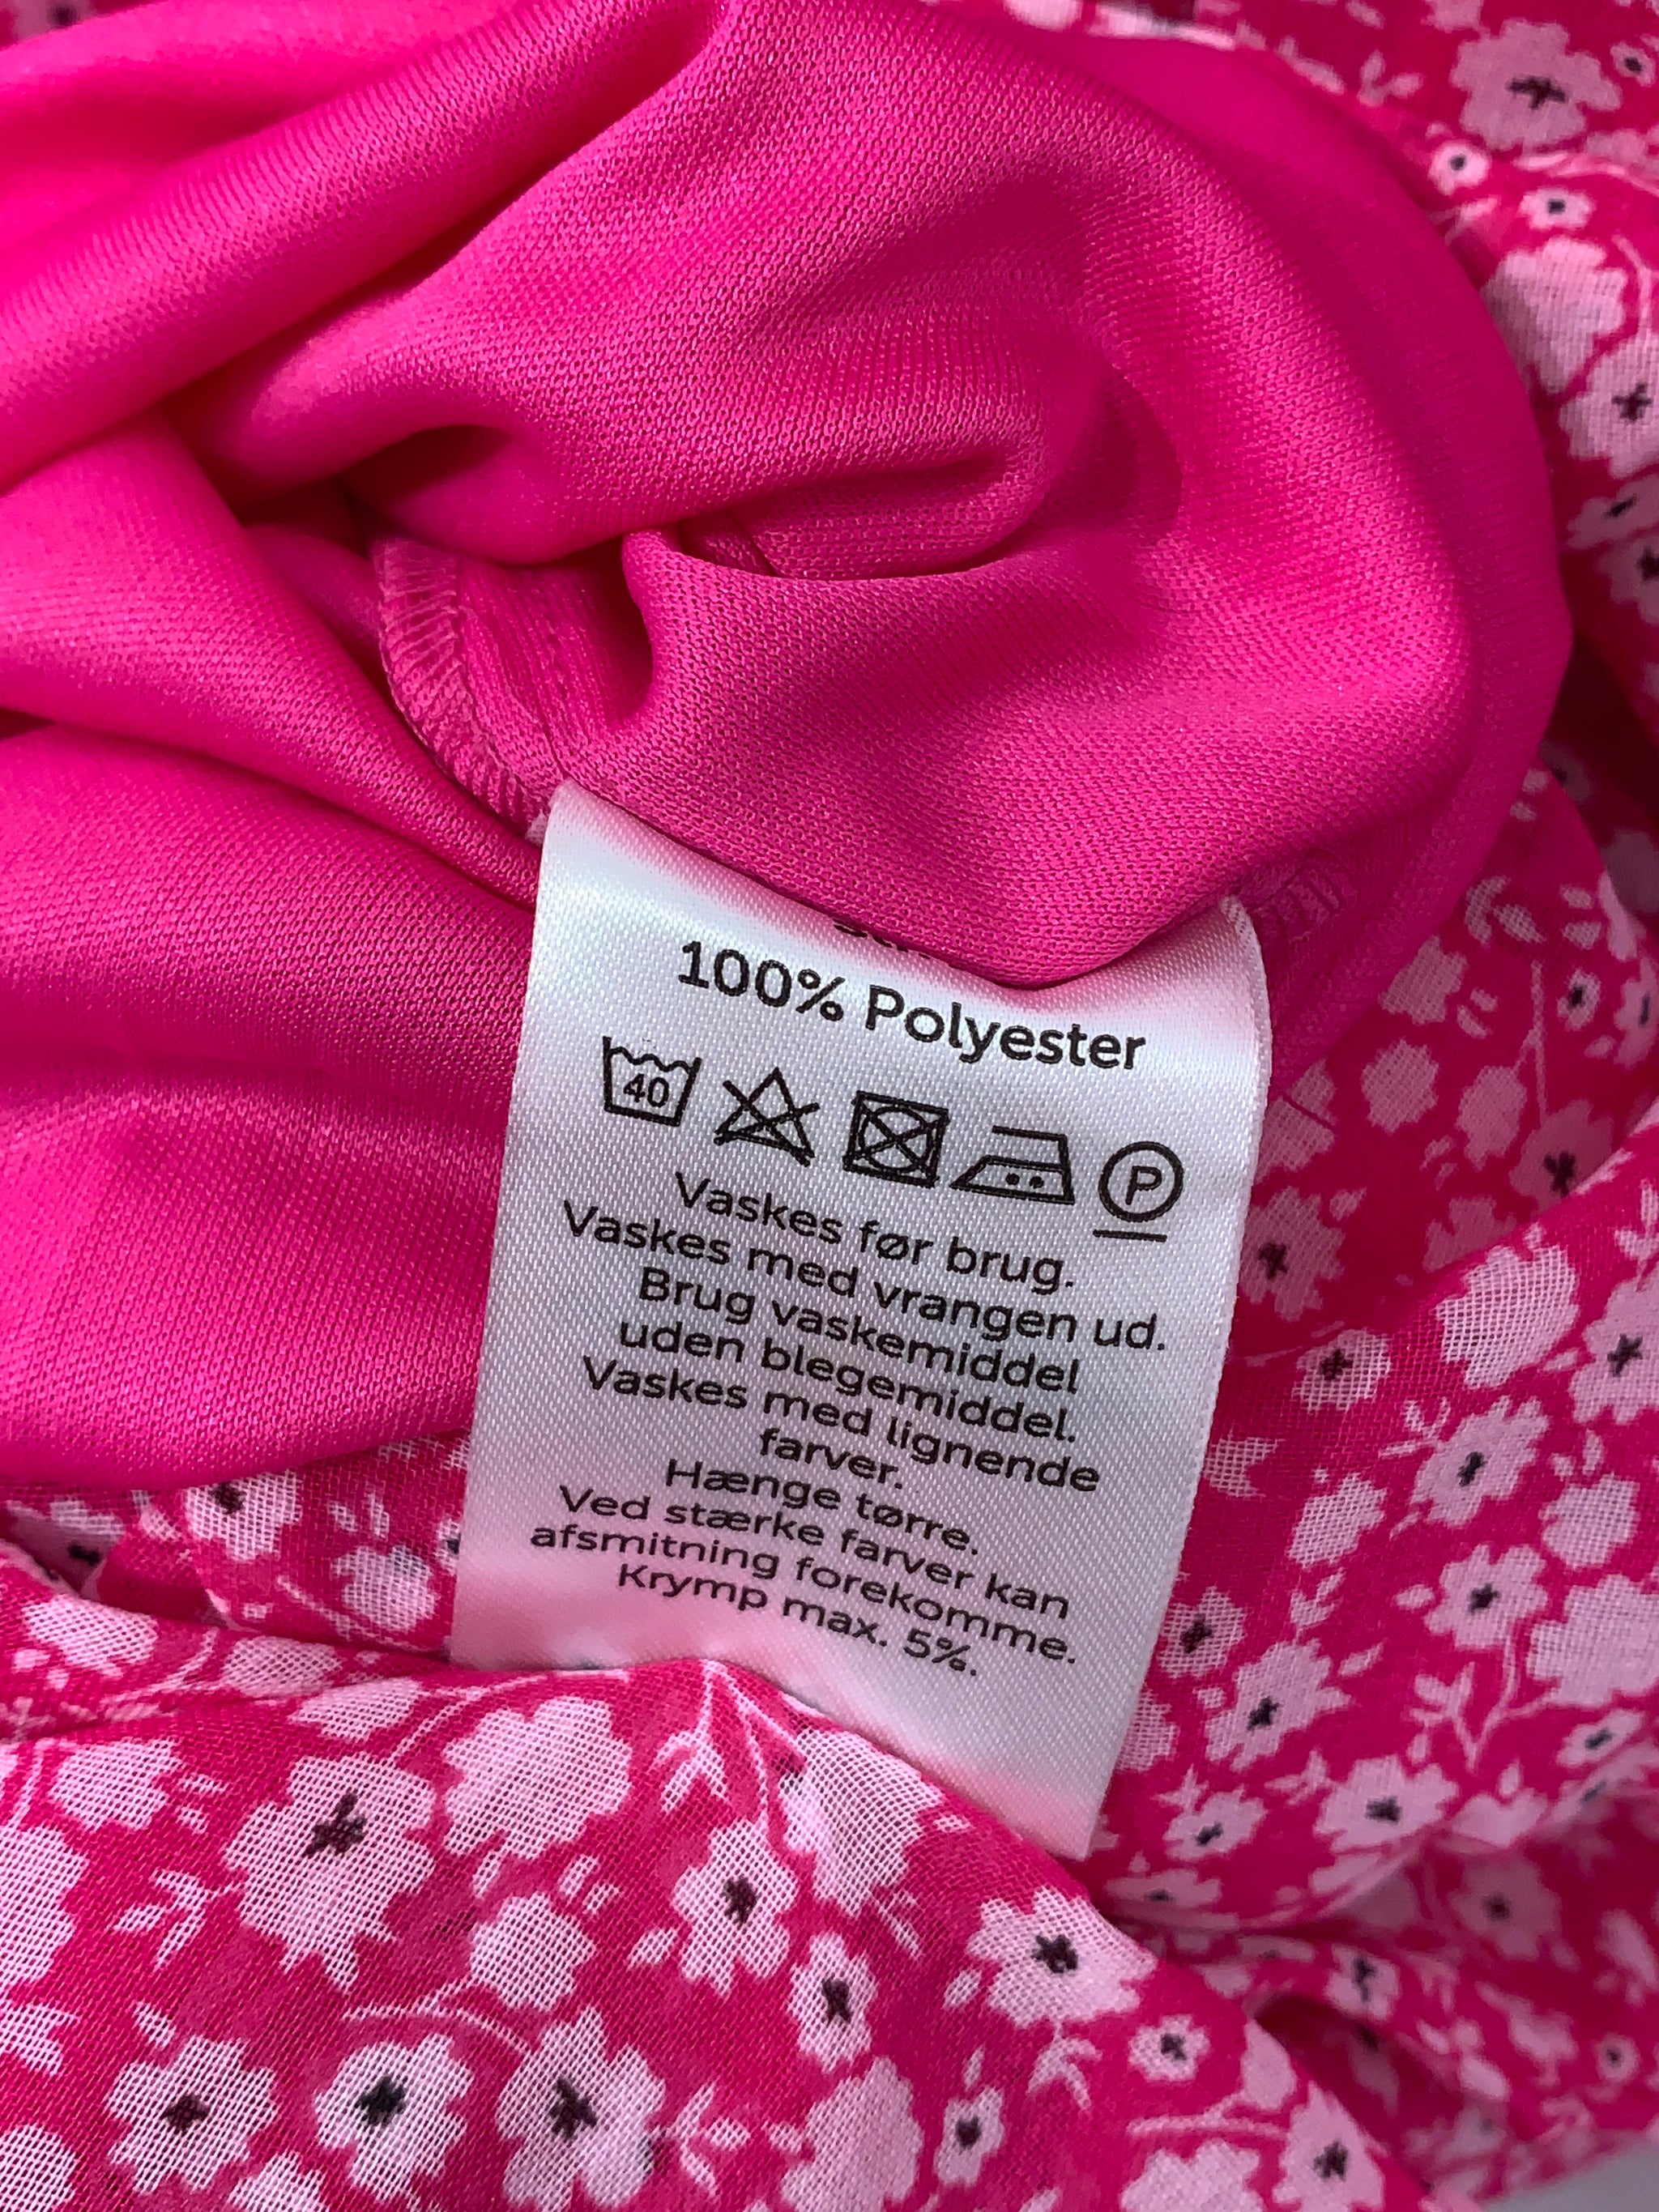 100% Polyester
40
P
Vaskes før brug.
Vaskes med vrangen ud.
Brug vaskemiddel
uden blegemiddel.
Vaskes med lignende
farver.
Hænge tørre.
Ved stærke farver kan
afsmitning forekomme.
Krymp max. 5%.